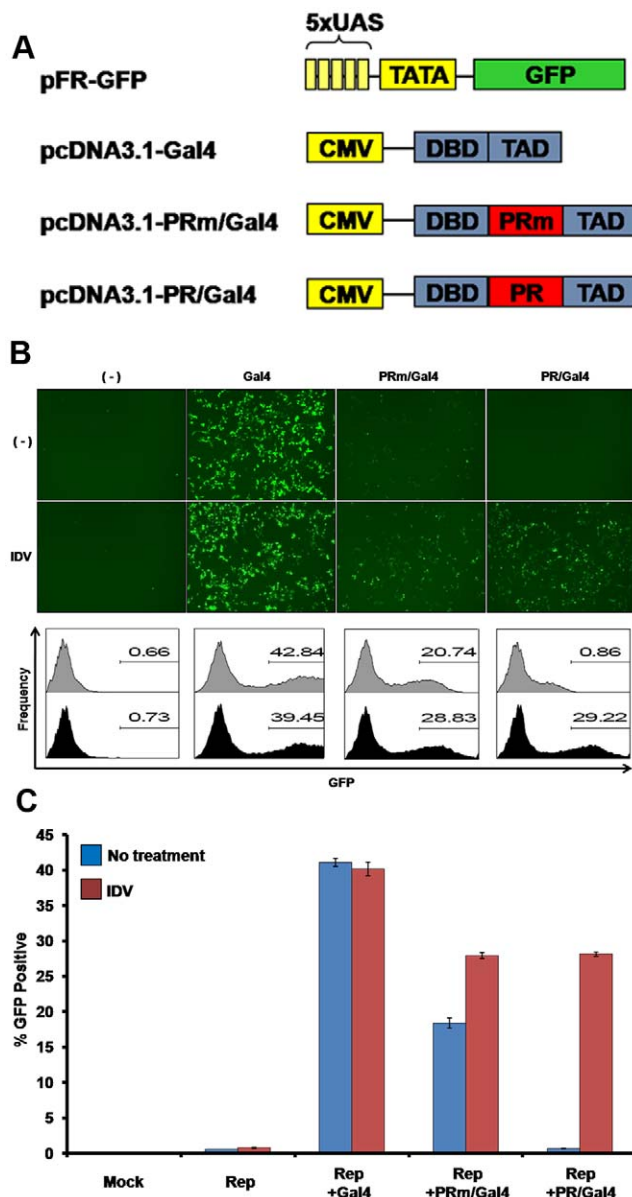 A
5xUAS
pFR-GFP
TATA
GFP
pcDNA3.1-Gal4
CMV
DBD
TAD
pcDNA3.1-PRm/Gal4
CMV
DBD
PRm
TAD
pcDNA3.1-PR/Gal4
CMV
DBD
PR
TAD
B
(-)
Gal4
PRm/Gal4
PR/Gal4
(-)
IDV
Frequency
0.66
42.84
20.74
0.86
0.73
39.45
28.83
29.22
GFP
C
% GFP Positive
45
40
35
30
25
20
15
10
5
0
No treatment
IDV
Mock
Rep
Rep
+Gal4
Rep
+PRm/Gal4
Rep
+PR/Gal4